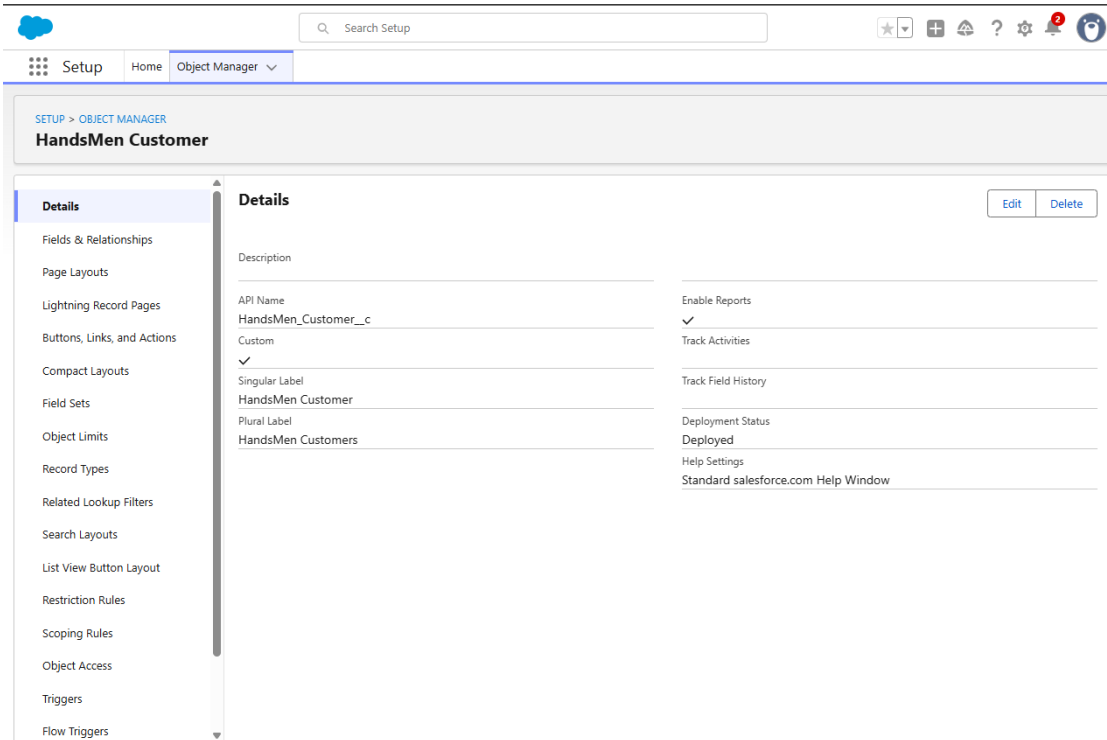 Search Setup
2
Setup
Home
Object Manager
SETUP > OBJECT MANAGER
HandsMen Customer
Details
Fields & Relationships
Page Layouts
Lightning Record Pages
Buttons, Links, and Actions
Compact Layouts
Field Sets
Object Limits
Record Types
Related Lookup Filters
Search Layouts
List View Button Layout
Restriction Rules
Scoping Rules
Object Access
Triggers
Flow Triggers
Details
Edit
Delete
Description
API Name
HandsMen_Customer__c
Custom
Singular Label
HandsMen Customer
Plural Label
HandsMen Customers
Enable Reports
Track Activities
Track Field History
Deployment Status
Deployed
Help Settings
Standard salesforce.com Help Window